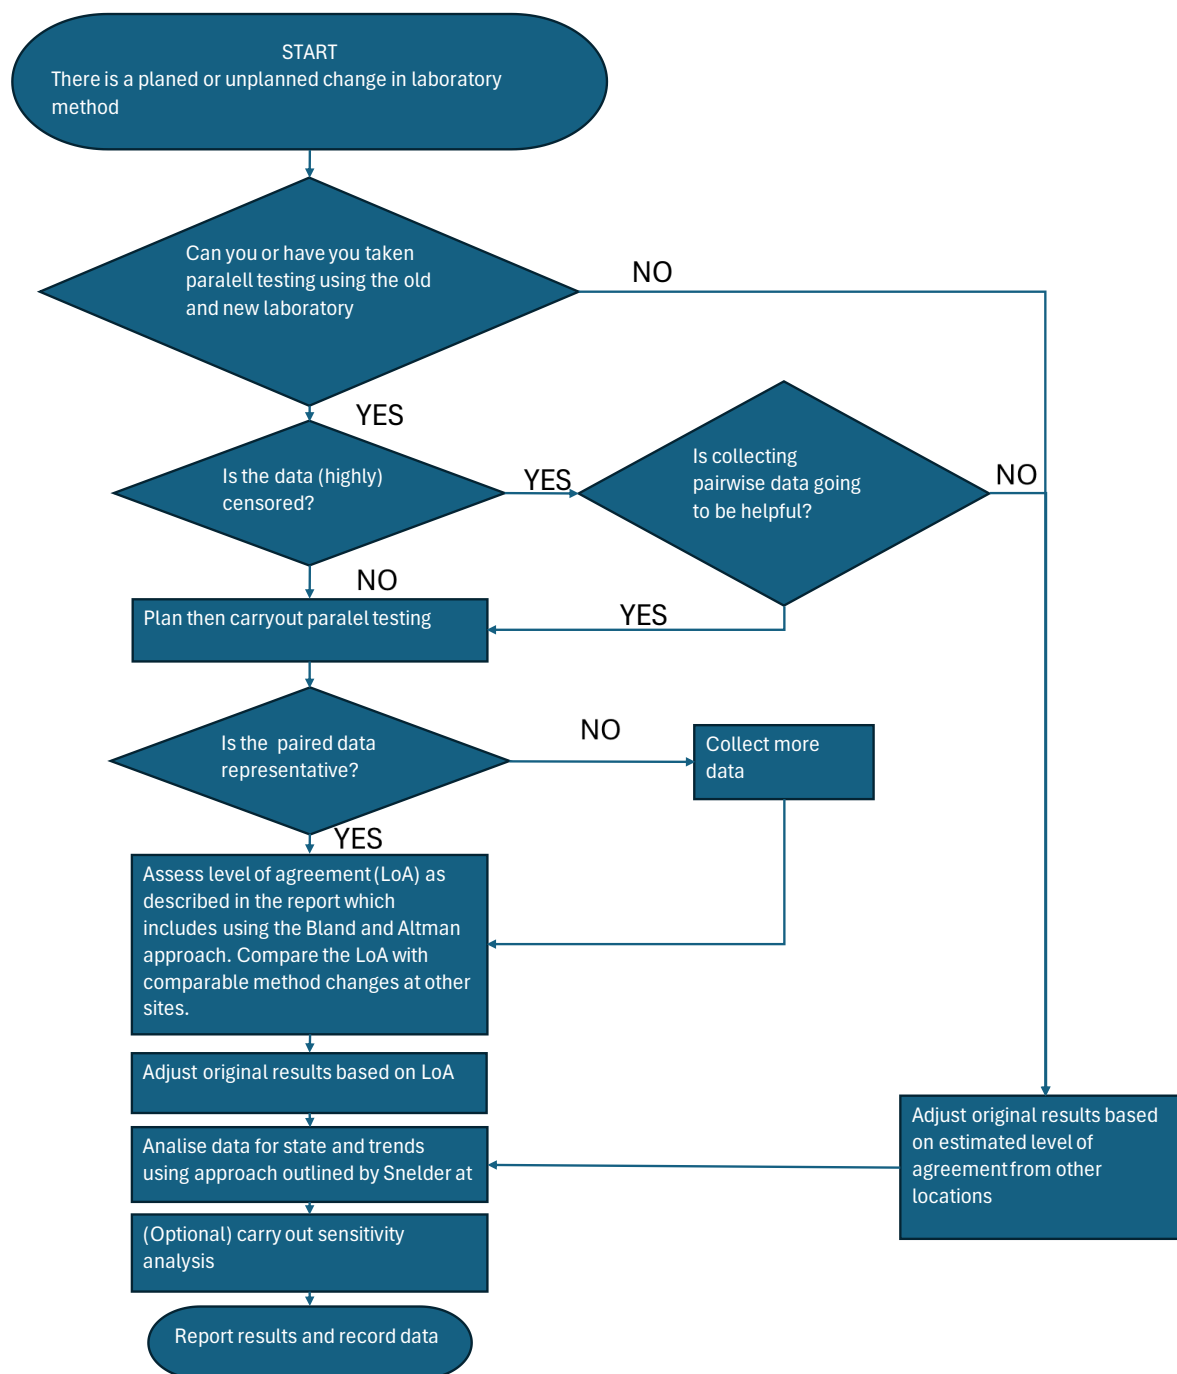 START
There is a planed or unplanned change in laboratory
method
Can you or have you taken
paralell testing using the old
and new laboratory
NO
YES
Is the data (highly)
censored?
YES
Is collecting
pairwise data going
to be helpful?
NO
NO
Plan then carryout paralel testing
YES
Is the paired data
representative?
NO
Collect more
data
YES
Assess level of agreement (LoA) as
described in the report which
includes using the Bland and Altman
approach. Compare the LoA with
comparable method changes at other
sites.
Adjust original results based on LoA
Adjust original results based
on estimated level of
agreement from other
locations
Analise data for state and trends
using approach outlined by Snelder at
(Optional) carry out sensitivity
analysis
Report results and record data